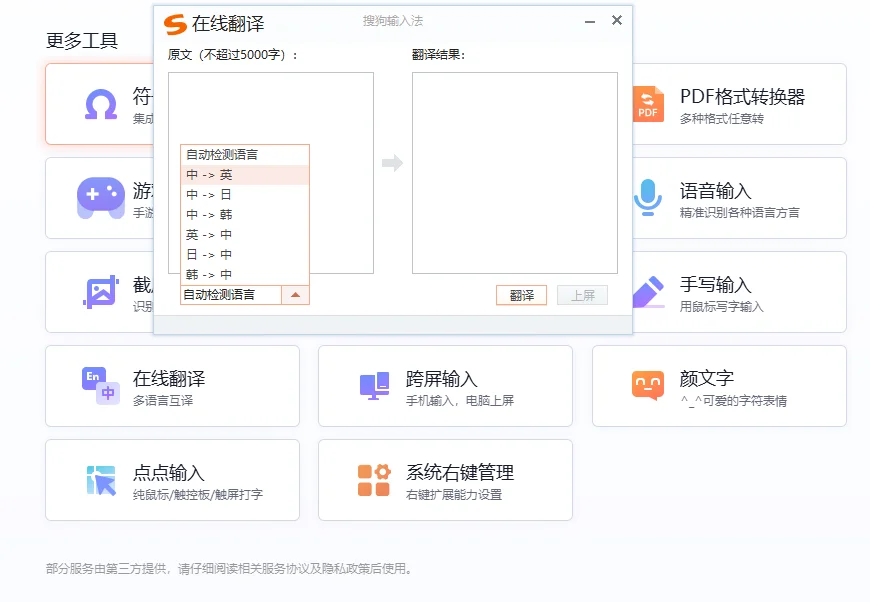 更多工具
在线翻译
搜狗输入法
原文（不超过5000字）：
翻译结果:
自动检测语言
中 -> 英
中 -> 日
中 -> 韩
英 -> 中
日 -> 中
韩 -> 中
自动检测语言
翻译
上屏
符
集成
PDF
PDF格式转换器
多种格式任意转
手游
语音输入
精准识别各种语言方言
识别
手写输入
用鼠标写字输入
En
中
在线翻译
多语言互译
跨屏输入
手机输入，电脑上屏
颜文字
^_^可爱的字符表情
点点输入
纯鼠标/触控板/触屏打字
系统右键管理
右键扩展能力设置
部分服务由第三方提供，请仔细阅读相关服务协议及隐私政策后使用。